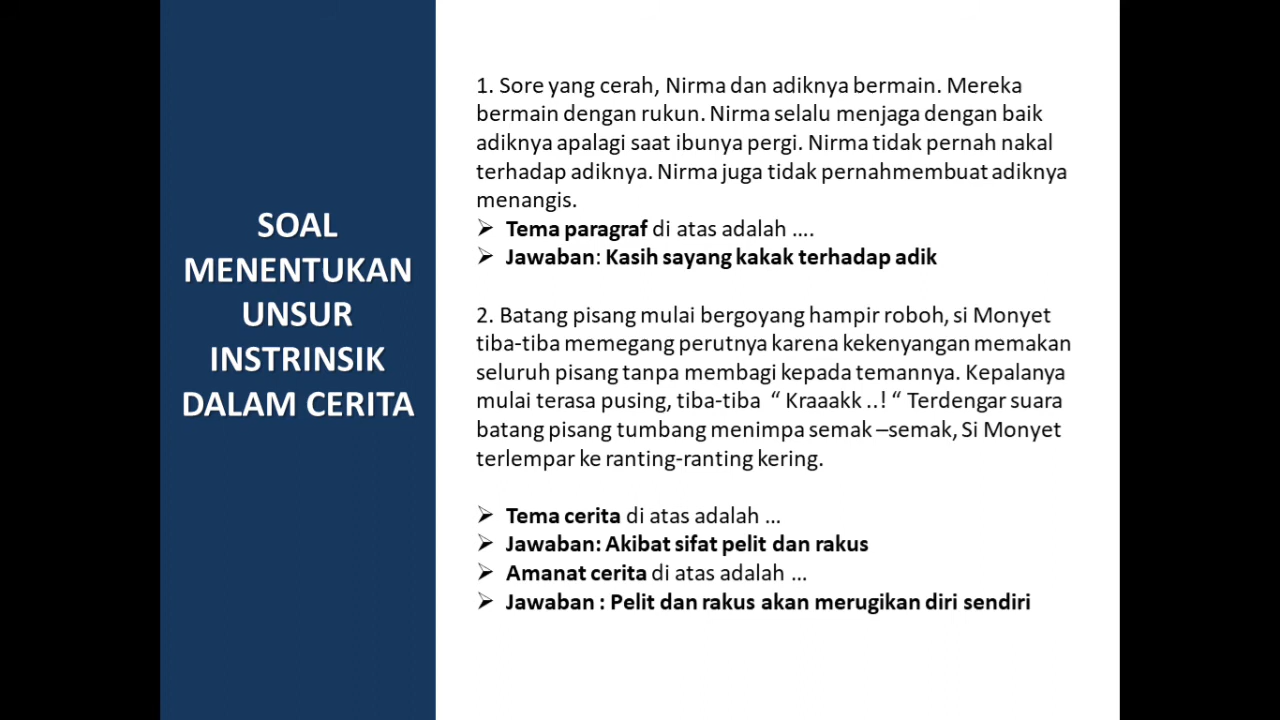 SOAL
MENENTUKAN
UNSUR
INSTRINSIK
DALAM CERITA
1. Sore yang cerah, Nirma dan adiknya bermain. Mereka
bermain dengan rukun. Nirma selalu menjaga dengan baik
adiknya apalagi saat ibunya pergi. Nirma tidak pernah nakal
terhadap adiknya. Nirma juga tidak pernahmembuat adiknya
menangis.
➢ Tema paragraf di atas adalah ....
➢ Jawaban: Kasih sayang kakak terhadap adik
2. Batang pisang mulai bergoyang hampir roboh, si Monyet
tiba-tiba memegang perutnya karena kekenyangan memakan
seluruh pisang tanpa membagi kepada temannya. Kepalanya
mulai terasa pusing, tiba-tiba “ Kraaakk ..! “ Terdengar suara
batang pisang tumbang menimpa semak –semak, Si Monyet
terlempar ke ranting-ranting kering.
➢ Tema cerita di atas adalah ...
➢ Jawaban: Akibat sifat pelit dan rakus
➢ Amanat cerita di atas adalah ...
➢ Jawaban : Pelit dan rakus akan merugikan diri sendiri